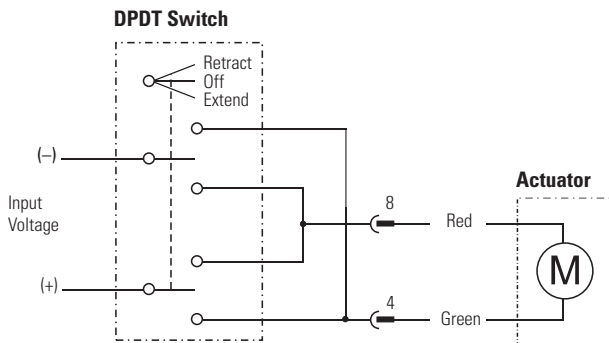 DPDT Switch
Retract
Off
Extend
(–)
Input
Voltage
(+)
8
Red
4
Green
Actuator
M